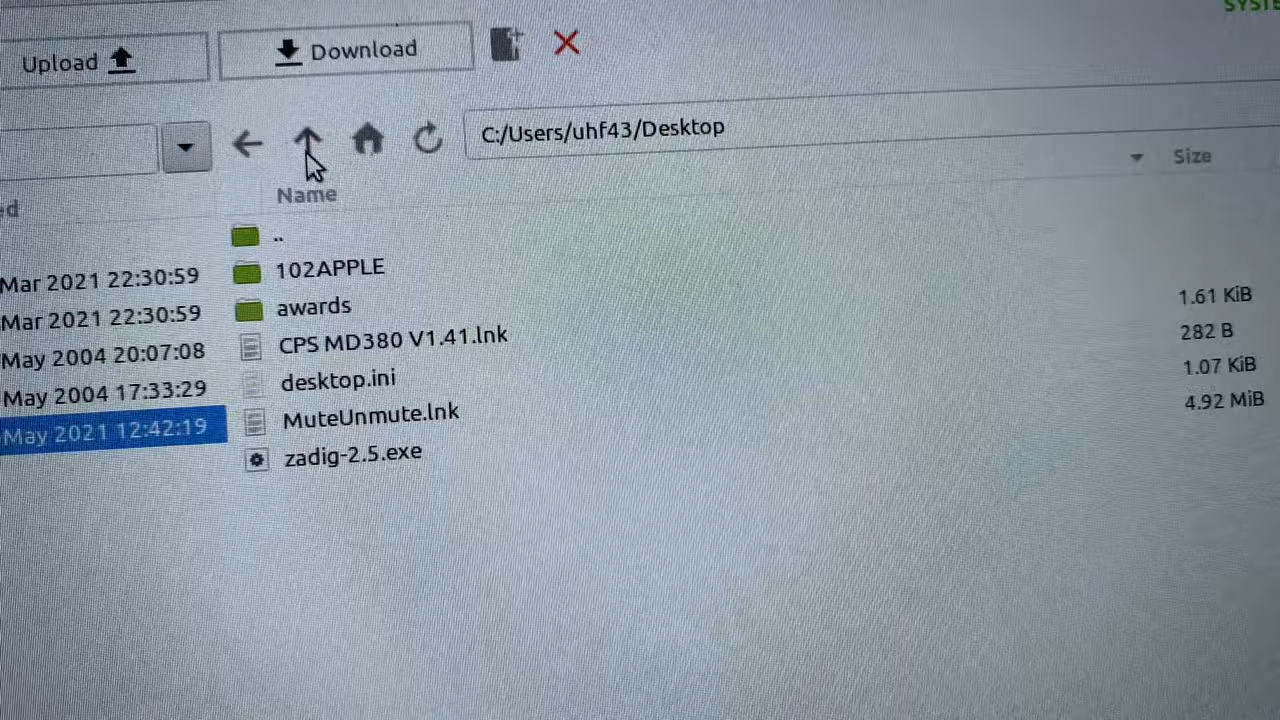 SYSTE
Upload
Download
C:/Users/uhf43/Desktop
ed
Name
Size
..
Mar 2021 22:30:59
102APPLE
Mar 2021 22:30:59
awards
1.61 KiB
May 2004 20:07:08
CPS MD380 V1.41.lnk
282 B
May 2004 17:33:29
desktop.ini
1.07 KiB
May 2021 12:42:19
MuteUnmute.lnk
4.92 MiB
zadig-2.5.exe